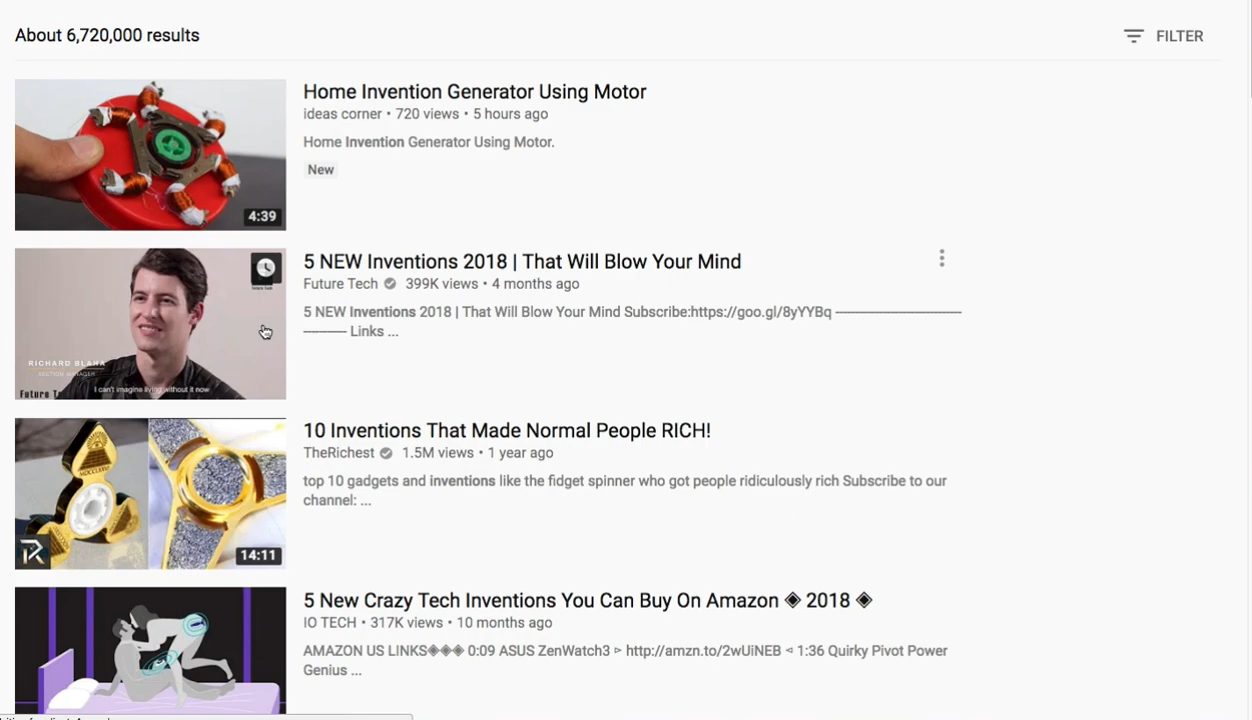 About 6,720,000 results
FILTER
Home Invention Generator Using Motor
ideas corner • 720 views • 5 hours ago
Home Invention Generator Using Motor.
New
4:39
5 NEW Inventions 2018 | That Will Blow Your Mind
Future Tech 399K views • 4 months ago
5 NEW Inventions 2018 | That Will Blow Your Mind Subscribe:https://goo.gl/8yYYBq ——————————
———— Links ...
RICHARD BLAHA
SECTION MANAGER
I can't imagine living without it now
10 Inventions That Made Normal People RICH!
TheRichest 1.5M views • 1 year ago
top 10 gadgets and inventions like the fidget spinner who got people ridiculously rich Subscribe to our
channel: ...
R
14:11
5 New Crazy Tech Inventions You Can Buy On Amazon ◈ 2018 ◈
IO TECH • 317K views • 10 months ago
AMAZON US LINKS◈◈◈ 0:09 ASUS ZenWatch3 ⊳ http://amzn.to/2wUiNEB ⊲ 1:36 Quirky Pivot Power
Genius ...